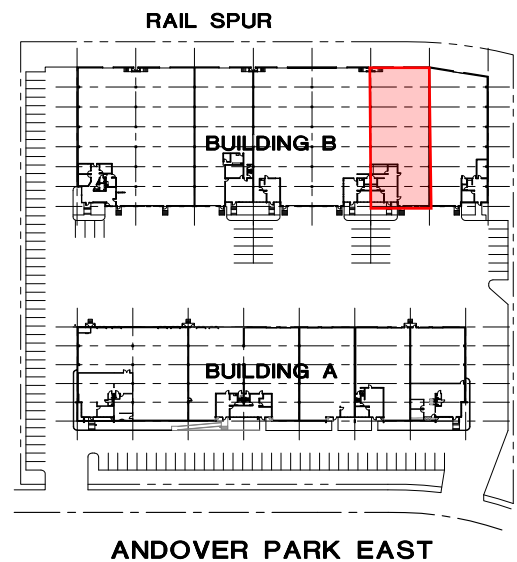 RAIL SPUR
BUILDING B
BUILDING A
ANDOVER PARK EAST